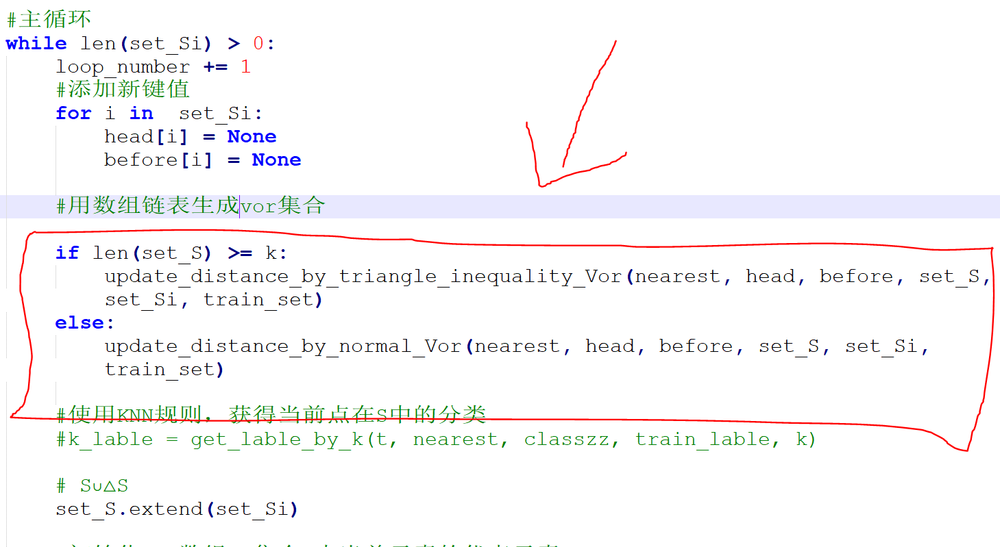 #主循环
while len(set_Si) > 0:
loop_number += 1
#添加新键值
for i in  set_Si:
head[i] = None
before[i] = None
#用数组链表生成vor集合
if len(set_S) >= k:
update_distance_by_triangle_inequality_Vor(nearest, head, before, set_S,
set_Si, train_set)
else:
update_distance_by_normal_Vor(nearest, head, before, set_S, set_Si,
train_set)
#使用KNN规则，获得当前点在S中的分类
#k_lable = get_lable_by_k(t, nearest, classzz, train_lable, k)
# S∪△S
set_S.extend(set_Si)